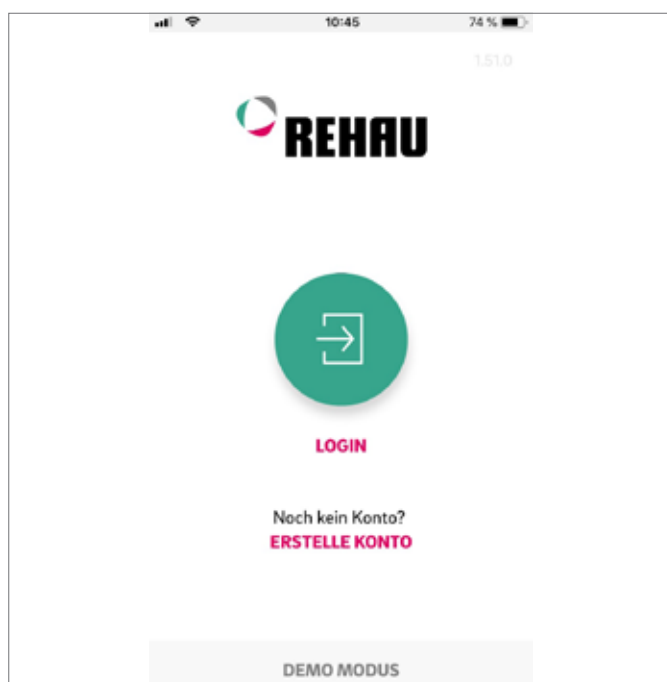 10:45
74 %
1.51.0
REHAU
LOGIN
Noch kein Konto?
ERSTELLE KONTO
DEMO MODUS